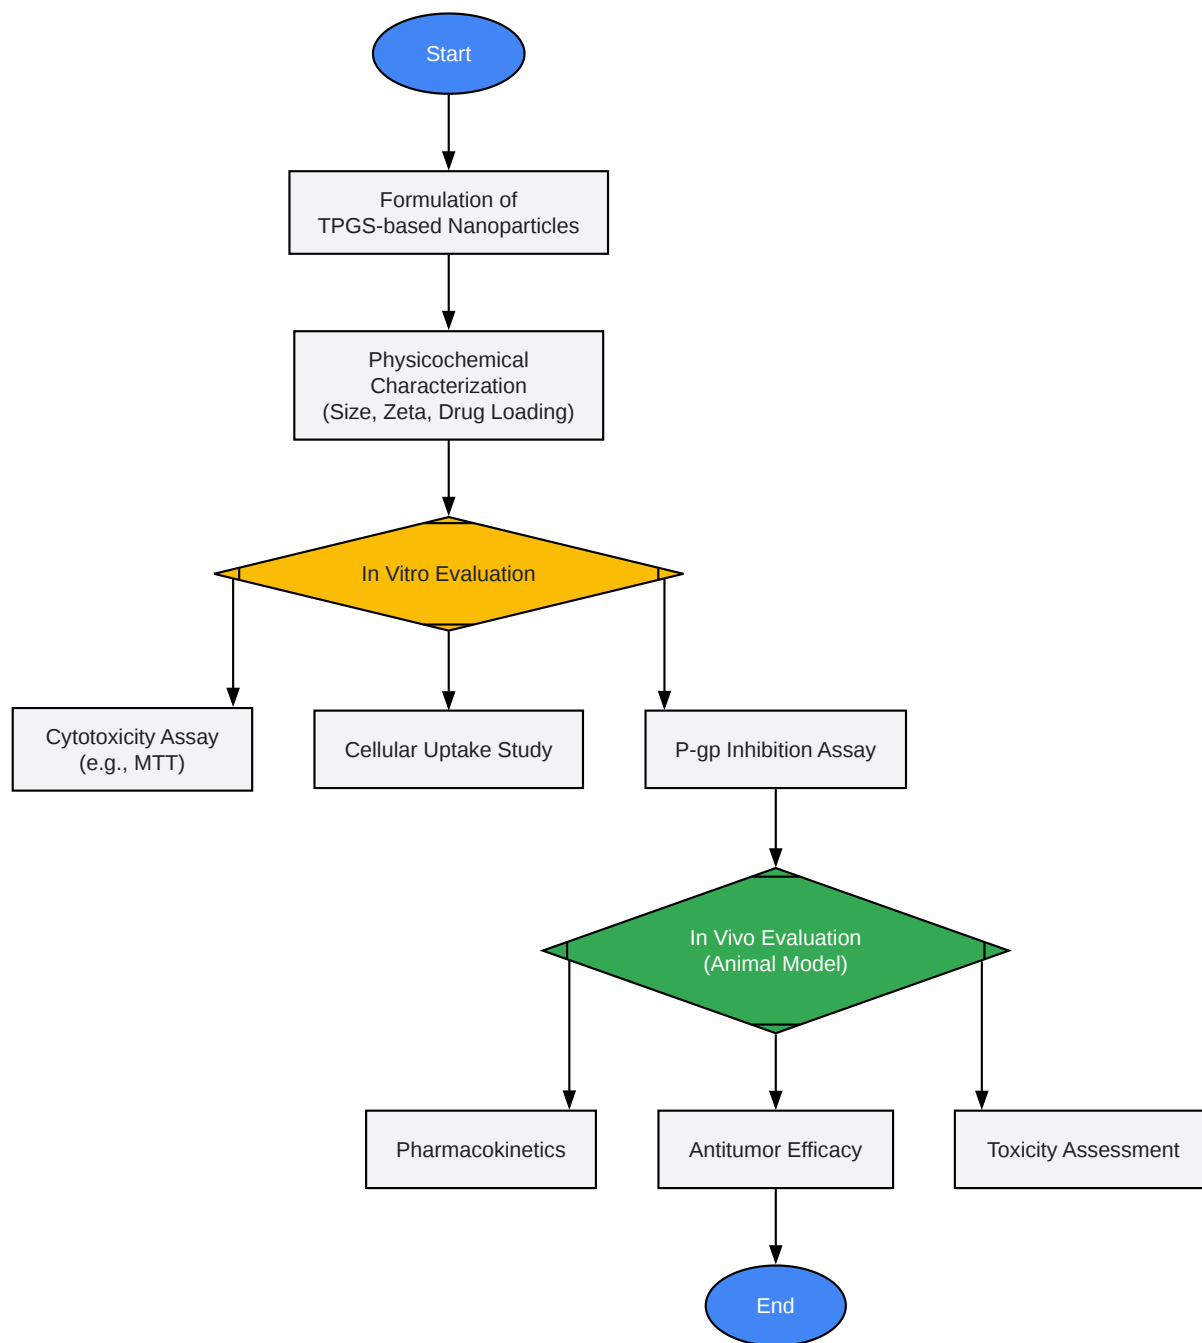 Start
Formulation of
TPGS-based Nanoparticles
Physicochemical
Characterization
(Size, Zeta, Drug Loading)
In Vitro Evaluation
Cytotoxicity Assay
(e.g., MTT)
Cellular Uptake Study
P-gp Inhibition Assay
In Vivo Evaluation
(Animal Model)
Pharmacokinetics
Antitumor Efficacy
Toxicity Assessment
End